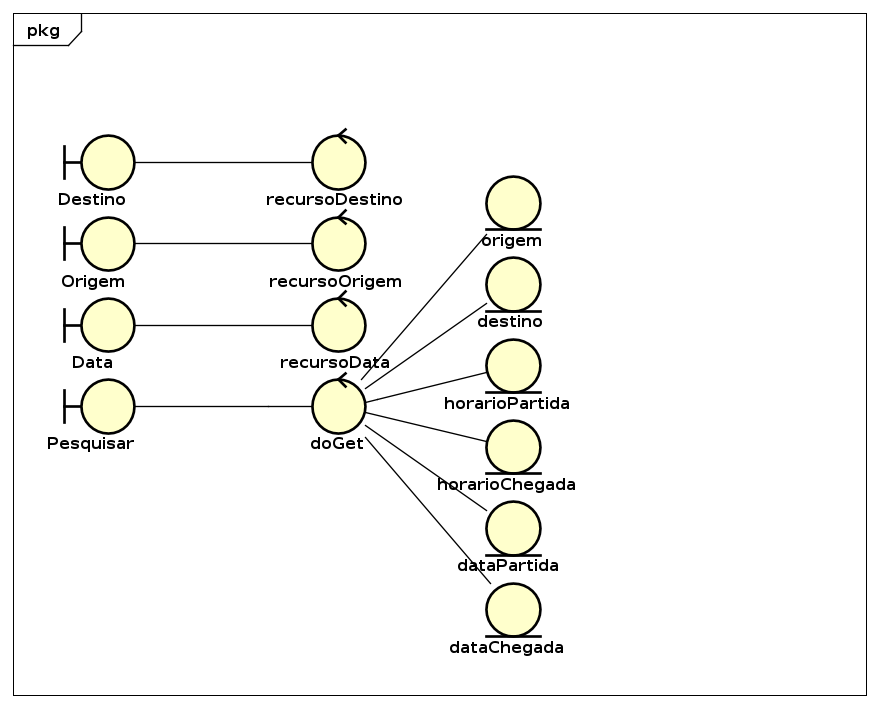 pkg
Destino
recursoDestino
origem
Origem
recursoOrigem
destino
Data
recursoData
horarioPartida
Pesquisar
doGet
horarioChegada
dataPartida
dataChegada